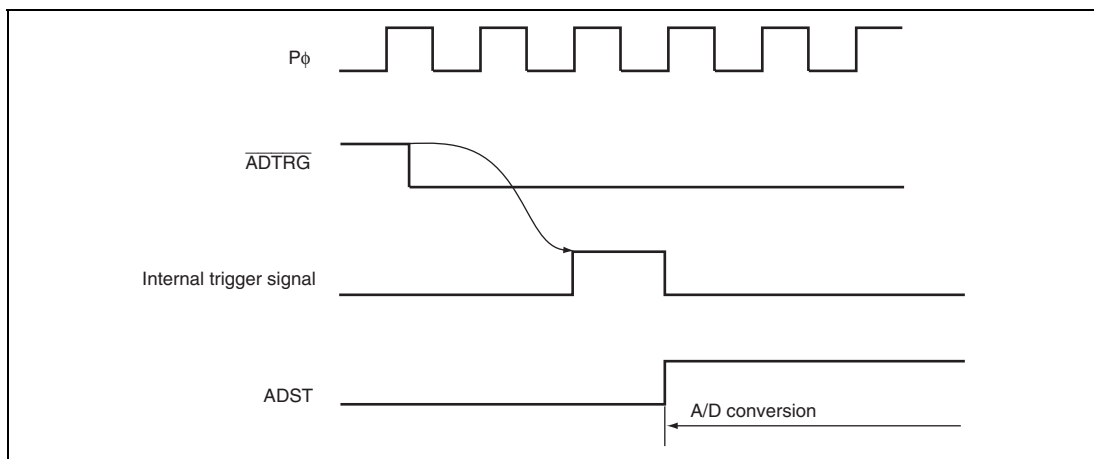 Pϕ
ADTRG
Internal trigger signal
ADST
A/D conversion